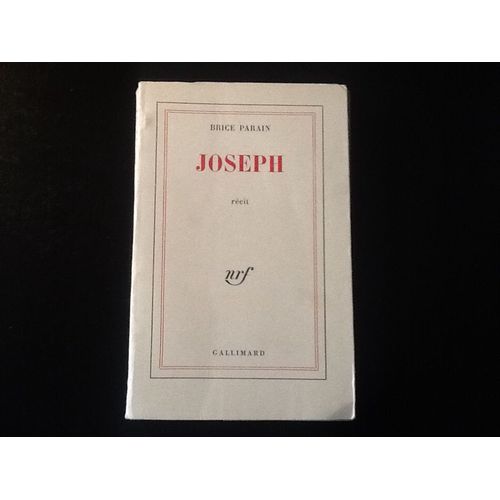 BRICE PARAIN
JOSEPH
récit
nrf
GALLIMARD